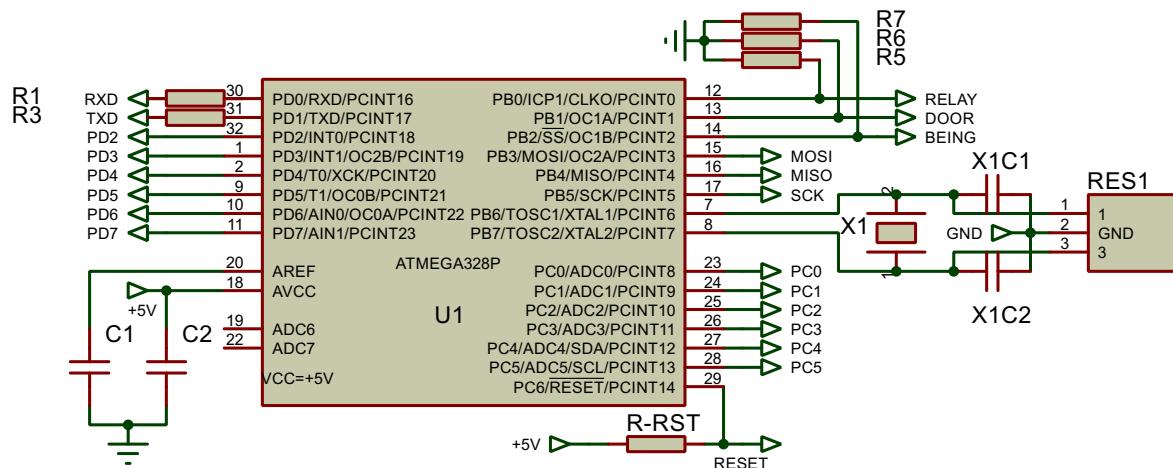 R7
R6
R5
R1
R3
RXD
TXD
PD2
PD3
PD4
PD5
PD6
PD7
30
31
32
1
2
9
10
11
20
18
19
22
PD0/RXD/PCINT16
PD1/TXD/PCINT17
PD2/INT0/PCINT18
PD3/INT1/OC2B/PCINT19
PD4/T0/XCK/PCINT20
PD5/T1/OC0B/PCINT21
PD6/AIN0/OC0A/PCINT22
PD7/AIN1/PCINT23
ATMEGA328P
AREF
AVCC
ADC6
ADC7
U1
VCC=+5V
PB0/ICP1/CLKO/PCINT0
PB1/OC1A/PCINT1
PB2/SS/OC1B/PCINT2
PB3/MOSI/OC2A/PCINT3
PB4/MISO/PCINT4
PB5/SCK/PCINT5
PB6/TOSC1/XTAL1/PCINT6
PB7/TOSC2/XTAL2/PCINT7
PC0/ADC0/PCINT8
PC1/ADC1/PCINT9
PC2/ADC2/PCINT10
PC3/ADC3/PCINT11
PC4/ADC4/SDA/PCINT12
PC5/ADC5/SCL/PCINT13
PC6/RESET/PCINT14
12
13
14
15
16
17
7
8
23
24
25
26
27
28
29
RELAY
DOOR
BEING
MOSI
MISO
SCK
PC0
PC1
PC2
PC3
PC4
PC5
X1
2
1
X1C1
X1C2
GND
RES1
1
2
3
1
GND
3
+5V
C1
C2
+5V
R-RST
RESET